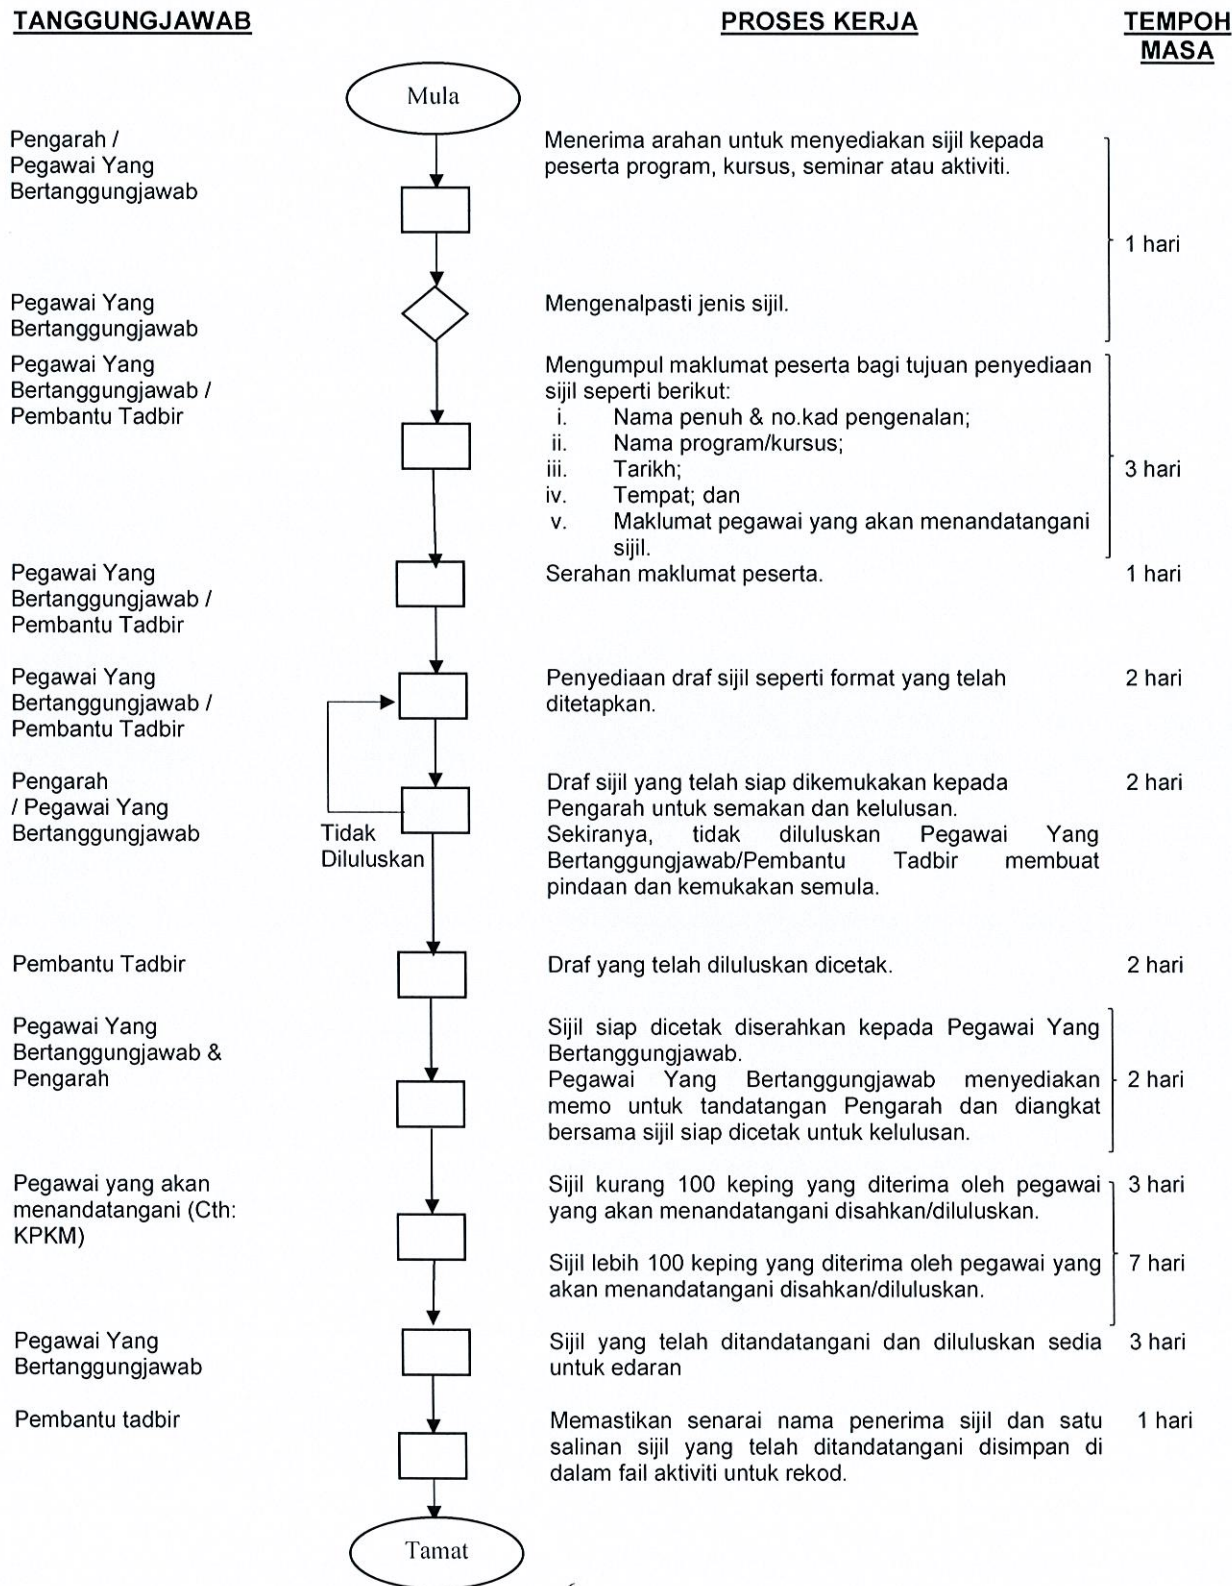 TANGGUNGJAWAB
PROSES KERJA
TEMPOH
MASA
Mula
Pengarah /
Pegawai Yang
Bertanggungjawab
Menerima arahan untuk menyediakan sijil kepada
peserta program, kursus, seminar atau aktiviti.
1 hari
Pegawai Yang
Bertanggungjawab
Mengenalpasti jenis sijil.
Pegawai Yang
Bertanggungjawab /
Pembantu Tadbir
Mengumpul maklumat peserta bagi tujuan penyediaan
sijil seperti berikut:
i. Nama penuh & no.kad pengenalan;
ii. Nama program/kursus;
iii. Tarikh;
iv. Tempat; dan
v. Maklumat pegawai yang akan menandatangani
sijil.
3 hari
Pegawai Yang
Bertanggungjawab /
Pembantu Tadbir
Serahan maklumat peserta.
1 hari
Pegawai Yang
Bertanggungjawab /
Pembantu Tadbir
Penyediaan draf sijil seperti format yang telah
ditetapkan.
2 hari
Pengarah
/ Pegawai Yang
Bertanggungjawab
Tidak
Diluluskan
Draf sijil yang telah siap dikemukakan kepada
Pengarah untuk semakan dan kelulusan.
Sekiranya, tidak diluluskan Pegawai Yang
Bertanggungjawab/Pembantu Tadbir membuat
pindaan dan kemukakan semula.
2 hari
Pembantu Tadbir
Draf yang telah diluluskan dicetak.
2 hari
Pegawai Yang
Bertanggungjawab &
Pengarah
Sijil siap dicetak diserahkan kepada Pegawai Yang
Bertanggungjawab.
Pegawai Yang Bertanggungjawab menyediakan
memo untuk tandatangan Pengarah dan diangkat
bersama sijil siap dicetak untuk kelulusan.
2 hari
Pegawai yang akan
menandatangani (Cth:
KPKM)
Sijil kurang 100 keping yang diterima oleh pegawai
yang akan menandatangani disahkan/diluluskan.
3 hari
Sijil lebih 100 keping yang diterima oleh pegawai yang
akan menandatangani disahkan/diluluskan.
7 hari
Pegawai Yang
Bertanggungjawab
Sijil yang telah ditandatangani dan diluluskan sedia
untuk edaran
3 hari
Pembantu tadbir
Memastikan senarai nama penerima sijil dan satu
salinan sijil yang telah ditandatangani disimpan di
dalam fail aktiviti untuk rekod.
1 hari
Tamat